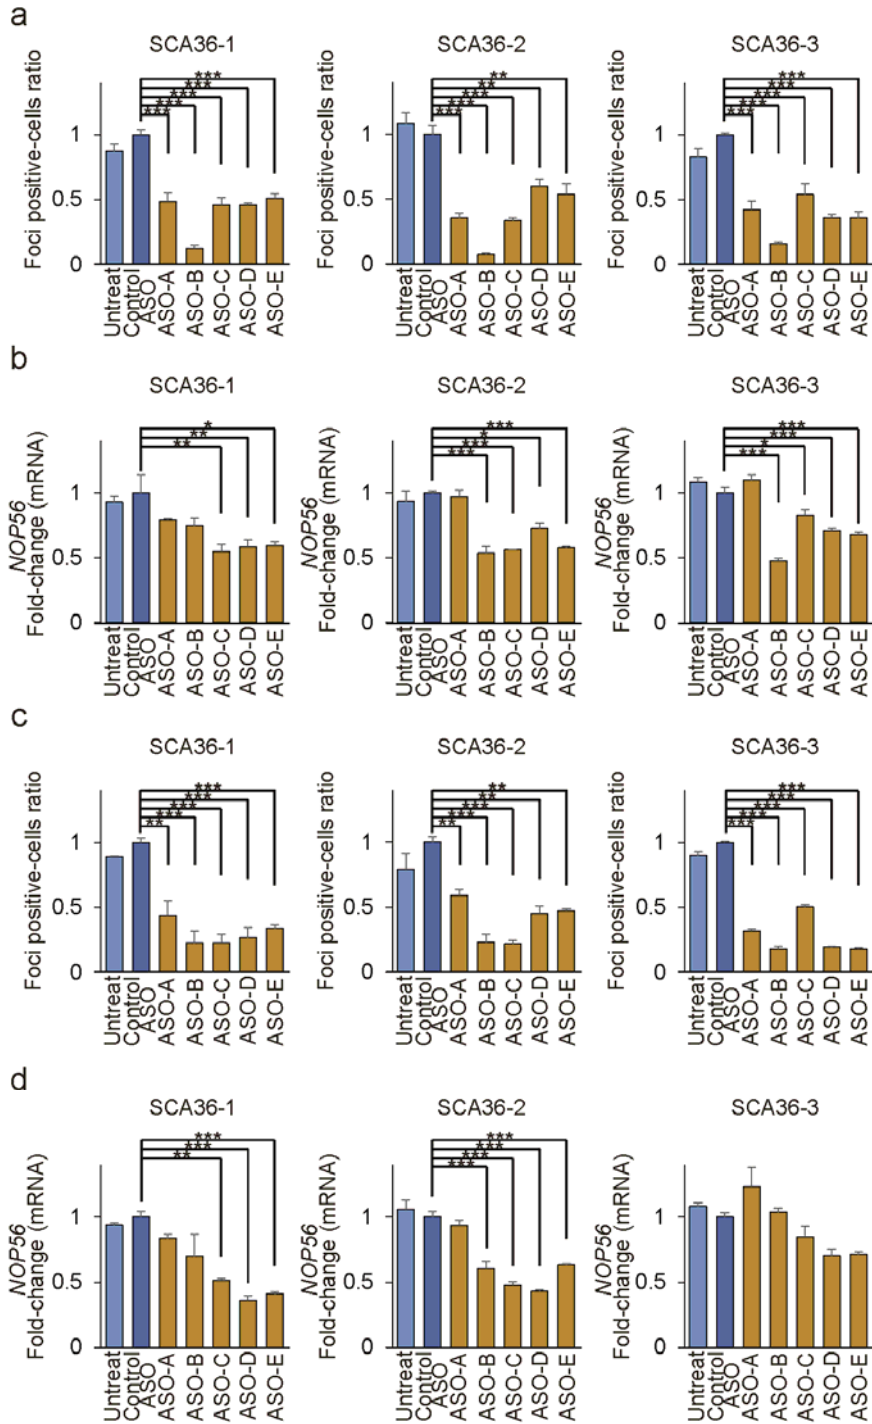 a
SCA36-1
SCA36-2
SCA36-3
Foci positive-cells ratio
1
0.5
0
***
***
***
***
***
Untreat
Control
ASO
ASO-A
ASO-B
ASO-C
ASO-D
ASO-E
Foci positive-cells ratio
1
0.5
0
**
**
***
***
***
Untreat
Control
ASO
ASO-A
ASO-B
ASO-C
ASO-D
ASO-E
Foci positive-cells ratio
1
0.5
0
***
***
***
***
***
Untreat
Control
ASO
ASO-A
ASO-B
ASO-C
ASO-D
ASO-E
b
SCA36-1
SCA36-2
SCA36-3
NOP56
Fold-change (mRNA)
1
0.5
0
*
**
**
Untreat
Control
ASO
ASO-A
ASO-B
ASO-C
ASO-D
ASO-E
NOP56
Fold-change (mRNA)
1
0.5
0
***
*
***
***
Untreat
Control
ASO
ASO-A
ASO-B
ASO-C
ASO-D
ASO-E
NOP56
Fold-change (mRNA)
1
0.5
0
***
***
*
***
Untreat
Control
ASO
ASO-A
ASO-B
ASO-C
ASO-D
ASO-E
c
SCA36-1
SCA36-2
SCA36-3
Foci positive-cells ratio
1
0.5
0
***
***
***
***
**
Untreat
Control
ASO
ASO-A
ASO-B
ASO-C
ASO-D
ASO-E
Foci positive-cells ratio
1
0.5
0
**
**
***
***
**
Untreat
Control
ASO
ASO-A
ASO-B
ASO-C
ASO-D
ASO-E
Foci positive-cells ratio
1
0.5
0
***
***
***
***
***
Untreat
Control
ASO
ASO-A
ASO-B
ASO-C
ASO-D
ASO-E
d
SCA36-1
SCA36-2
SCA36-3
NOP56
Fold-change (mRNA)
1
0.5
0
***
***
**
Untreat
Control
ASO
ASO-A
ASO-B
ASO-C
ASO-D
ASO-E
NOP56
Fold-change (mRNA)
1
0.5
0
***
***
***
***
Untreat
Control
ASO
ASO-A
ASO-B
ASO-C
ASO-D
ASO-E
NOP56
Fold-change (mRNA)
1
0.5
0
Untreat
Control
ASO
ASO-A
ASO-B
ASO-C
ASO-D
ASO-E